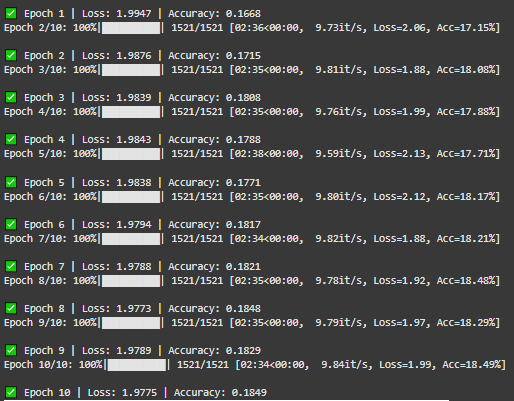 ✅ Epoch 1 | Loss: 1.9947 | Accuracy: 0.1668
Epoch 2/10: 100%|██████████| 1521/1521 [02:36<00:00,  9.73it/s, Loss=2.06, Acc=17.15%]
✅ Epoch 2 | Loss: 1.9876 | Accuracy: 0.1715
Epoch 3/10: 100%|██████████| 1521/1521 [02:35<00:00,  9.81it/s, Loss=1.88, Acc=18.08%]
✅ Epoch 3 | Loss: 1.9839 | Accuracy: 0.1808
Epoch 4/10: 100%|██████████| 1521/1521 [02:35<00:00,  9.76it/s, Loss=1.99, Acc=17.88%]
✅ Epoch 4 | Loss: 1.9843 | Accuracy: 0.1788
Epoch 5/10: 100%|██████████| 1521/1521 [02:38<00:00,  9.59it/s, Loss=2.13, Acc=17.71%]
✅ Epoch 5 | Loss: 1.9838 | Accuracy: 0.1771
Epoch 6/10: 100%|██████████| 1521/1521 [02:35<00:00,  9.80it/s, Loss=2.12, Acc=18.17%]
✅ Epoch 6 | Loss: 1.9794 | Accuracy: 0.1817
Epoch 7/10: 100%|██████████| 1521/1521 [02:34<00:00,  9.82it/s, Loss=1.88, Acc=18.21%]
✅ Epoch 7 | Loss: 1.9788 | Accuracy: 0.1821
Epoch 8/10: 100%|██████████| 1521/1521 [02:35<00:00,  9.78it/s, Loss=1.92, Acc=18.48%]
✅ Epoch 8 | Loss: 1.9773 | Accuracy: 0.1848
Epoch 9/10: 100%|██████████| 1521/1521 [02:35<00:00,  9.79it/s, Loss=1.97, Acc=18.29%]
✅ Epoch 9 | Loss: 1.9789 | Accuracy: 0.1829
Epoch 10/10: 100%|██████████| 1521/1521 [02:34<00:00,  9.84it/s, Loss=1.99, Acc=18.49%]
✅ Epoch 10 | Loss: 1.9775 | Accuracy: 0.1849